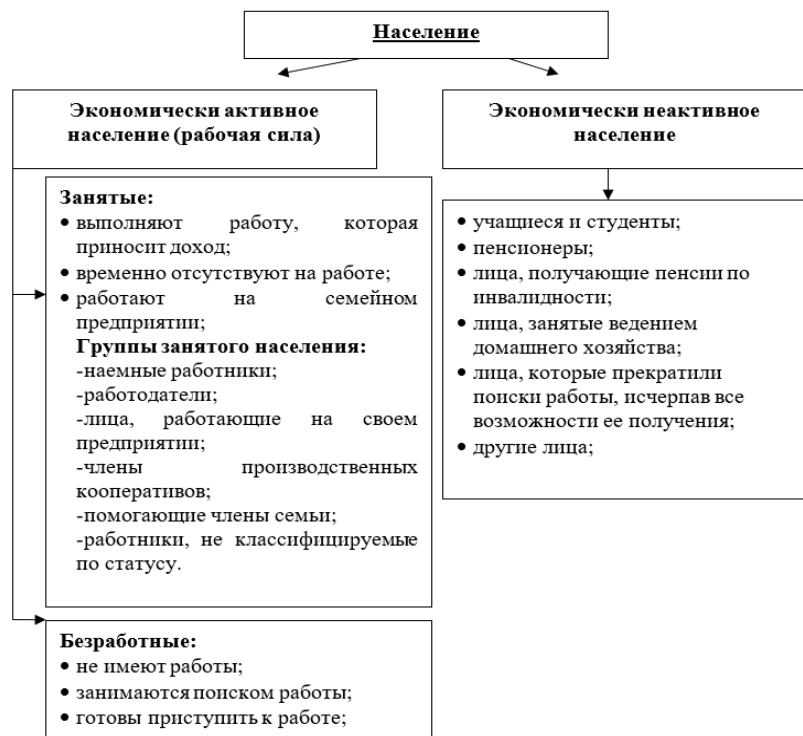 Население
Экономически активное
население (рабочая сила)
Занятые:
• выполняют работу, которая
приносит доход;
• временно отсутствуют на работе;
• работают на семейном
предприятии;
Группы занятого населения:
-наемные работники;
-работодатели;
-лица, работающие на своем
предприятии;
-члены производственных
кооперативов;
-помогающие члены семьи;
-работники, не классифицируемые
по статусу.
Безработные:
• не имеют работы;
• занимаются поиском работы;
• готовы приступить к работе;
Экономически неактивное
население
• учащиеся и студенты;
• пенсионеры;
• лица, получающие пенсии по
инвалидности;
• лица, занятые ведением
домашнего хозяйства;
• лица, которые прекратили
поиски работы, исчерпав все
возможности ее получения;
• другие лица;